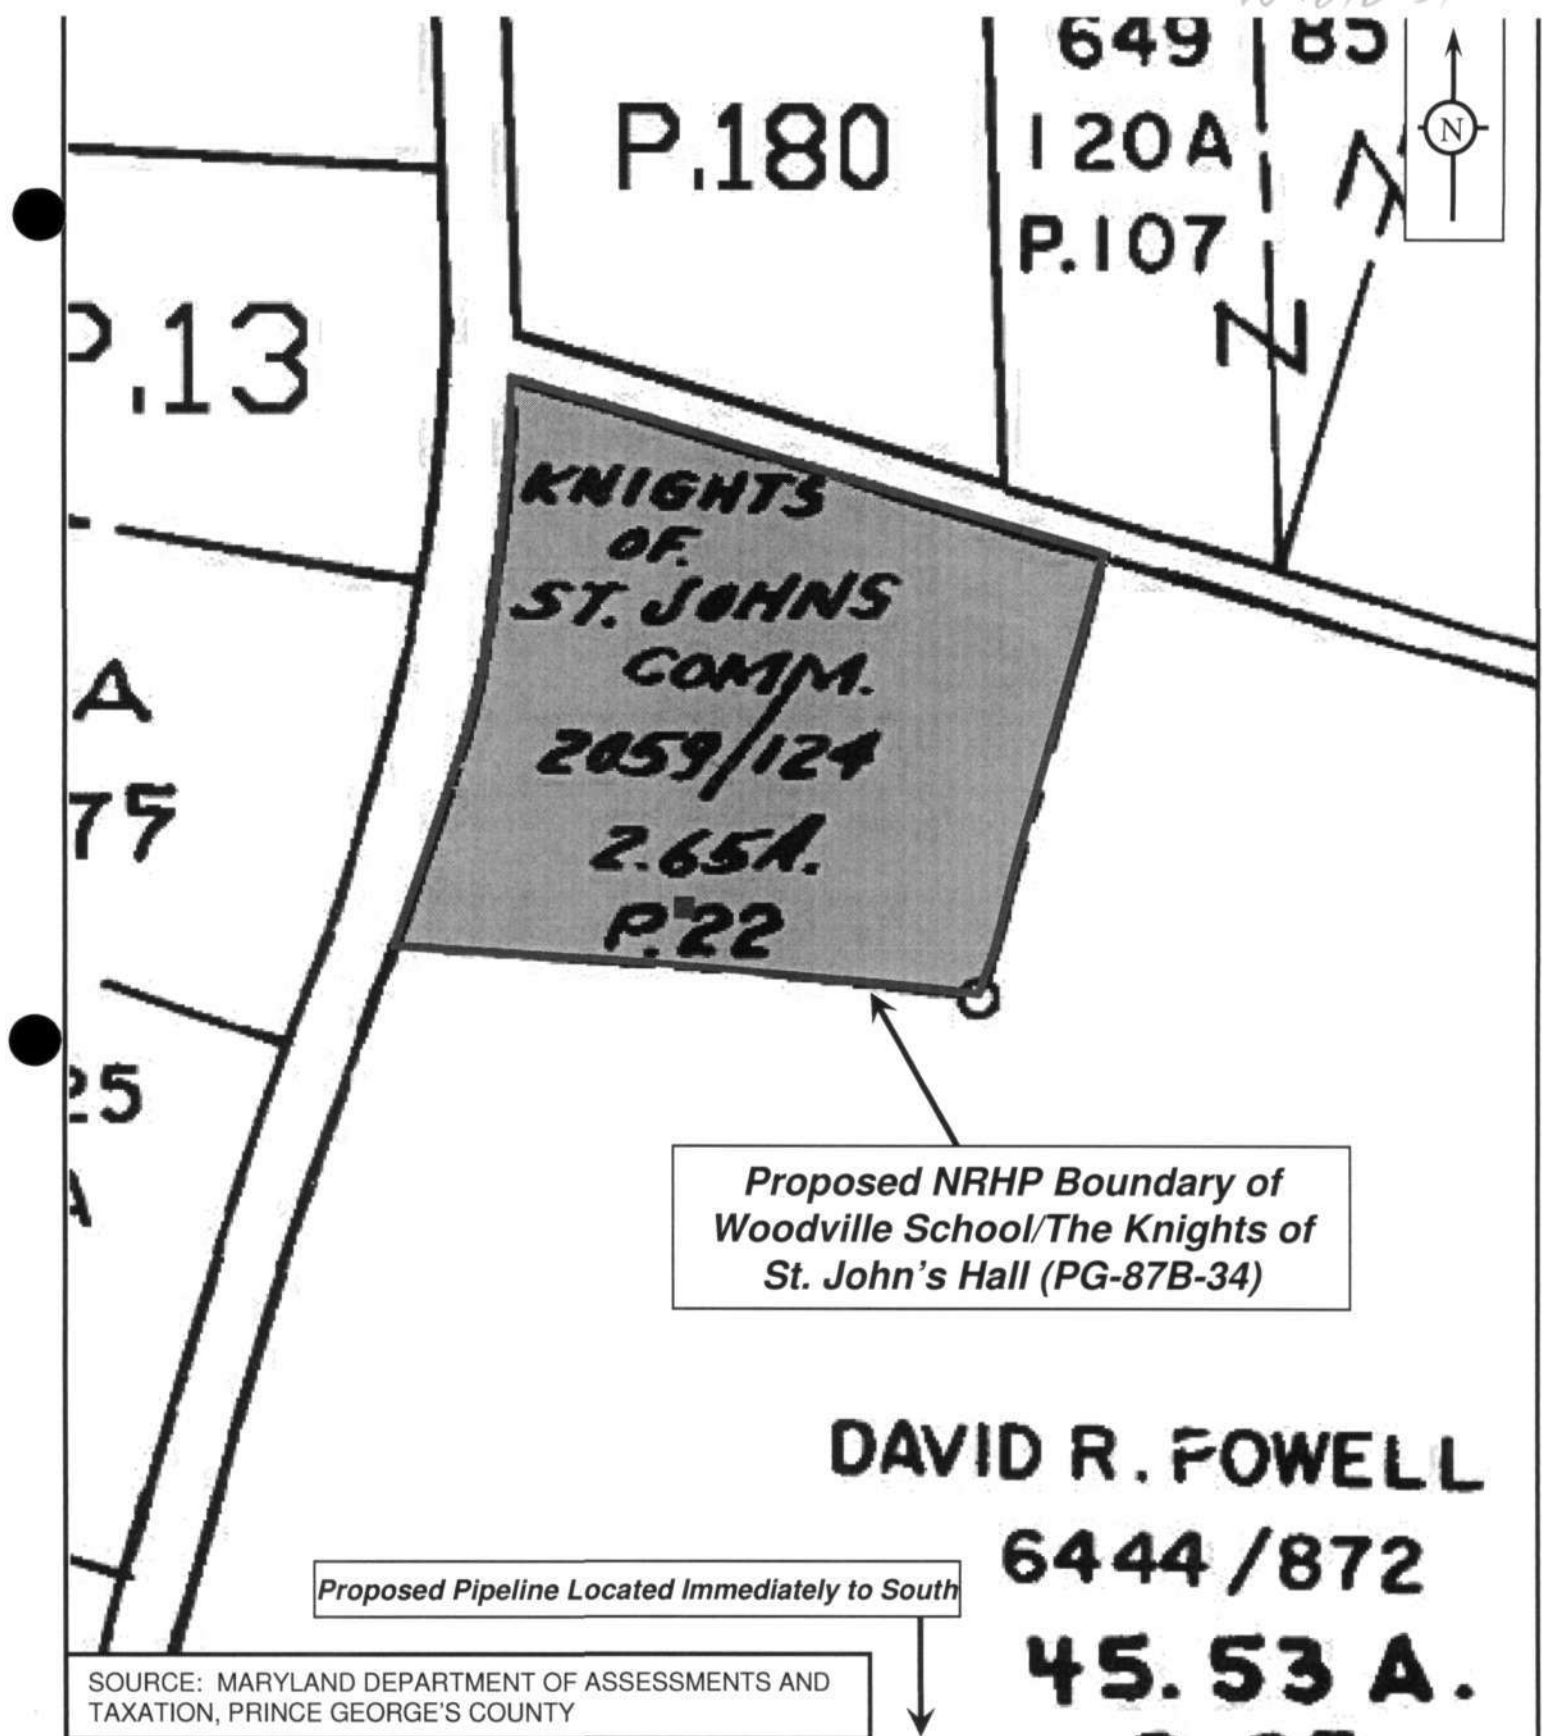 649
85
120A
P.107
N
P.180
P.13
Z
KNIGHTS
OF.
ST. JOHNS
COMM.
2059/124
2.65A.
P.22
A
75
25
A
Proposed NRHP Boundary of
Woodville School/The Knights of
St. John's Hall (PG-87B-34)
DAVID R. POWELL
6444/872
45.53 A.
Proposed Pipeline Located Immediately to South
SOURCE: MARYLAND DEPARTMENT OF ASSESSMENTS AND
TAXATION, PRINCE GEORGE'S COUNTY